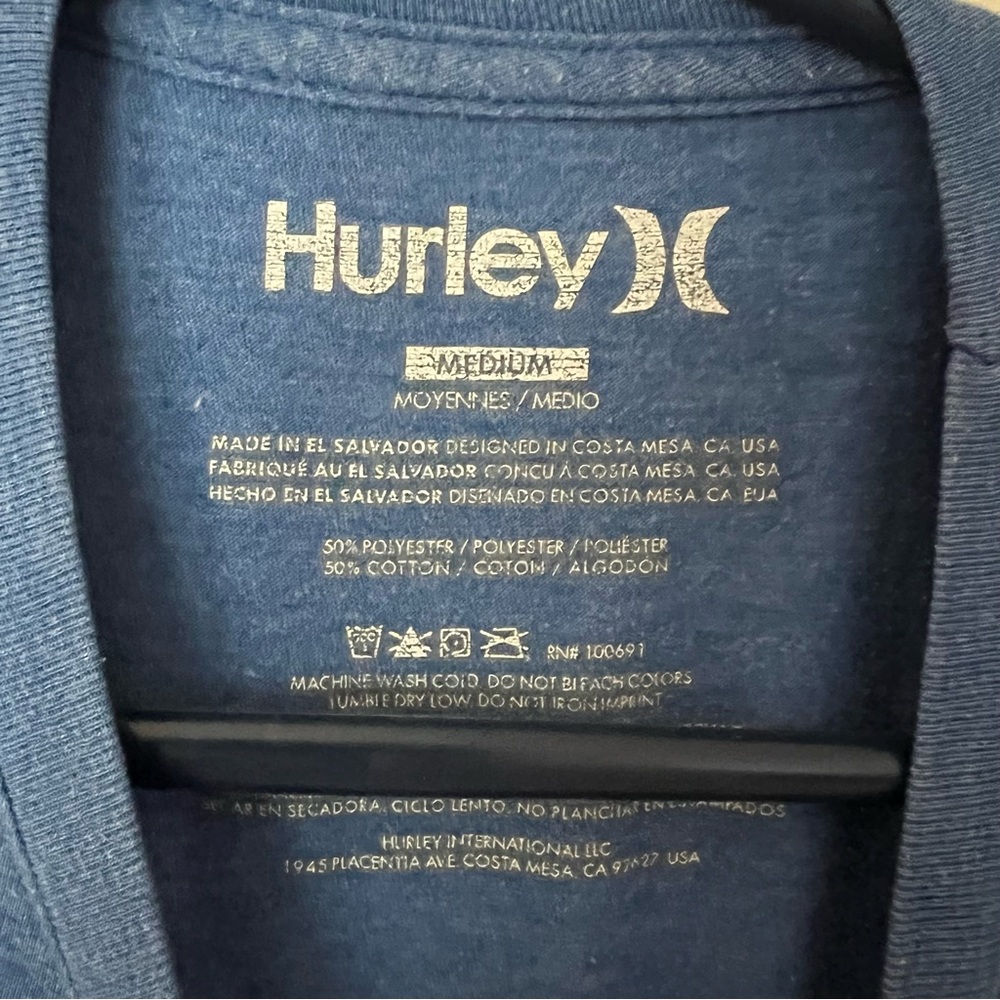 Hurley
MEDIUM
MOYENNES / MEDIO
MADE IN EL SALVADOR DESIGNED IN COSTA MESA, CA, USA
FABRIQUÉ AU EL SALVADOR CONCU À COSTA MESA, CA, USA
HECHO EN EL SALVADOR DISENADO EN COSTA MESA, CA, EUA
50% POLYESTER / POLYESTER / POLIÉSTER
50% COTTON / COTON / ALGODÓN
RN# 100691
MACHINE WASH COLD, DO NOT BLEACH COLORS
TUMBLE DRY LOW, DO NOT IRON IMPRINT
EN SECADORA, CICLO LENTO. NO PLANCHAR EN ESTAMPADOS
HURLEY INTERNATIONAL LLC
1945 PLACENTIA AVE COSTA MESA, CA USA